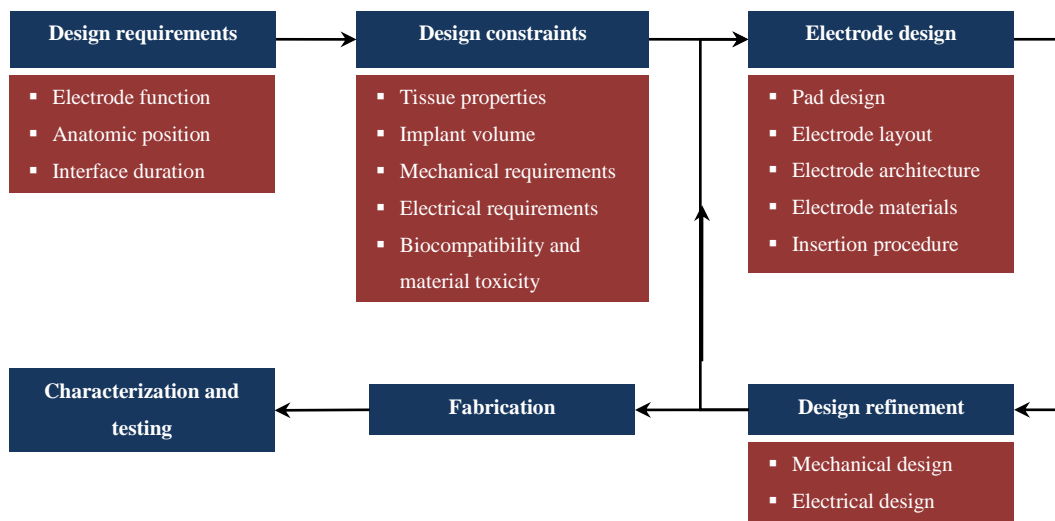 Design requirements
▪ Electrode function
▪ Anatomic position
▪ Interface duration
Design constraints
▪ Tissue properties
▪ Implant volume
▪ Mechanical requirements
▪ Electrical requirements
▪ Biocompatibility and
material toxicity
Electrode design
▪ Pad design
▪ Electrode layout
▪ Electrode architecture
▪ Electrode materials
▪ Insertion procedure
Design refinement
▪ Mechanical design
▪ Electrical design
Fabrication
Characterization and
testing